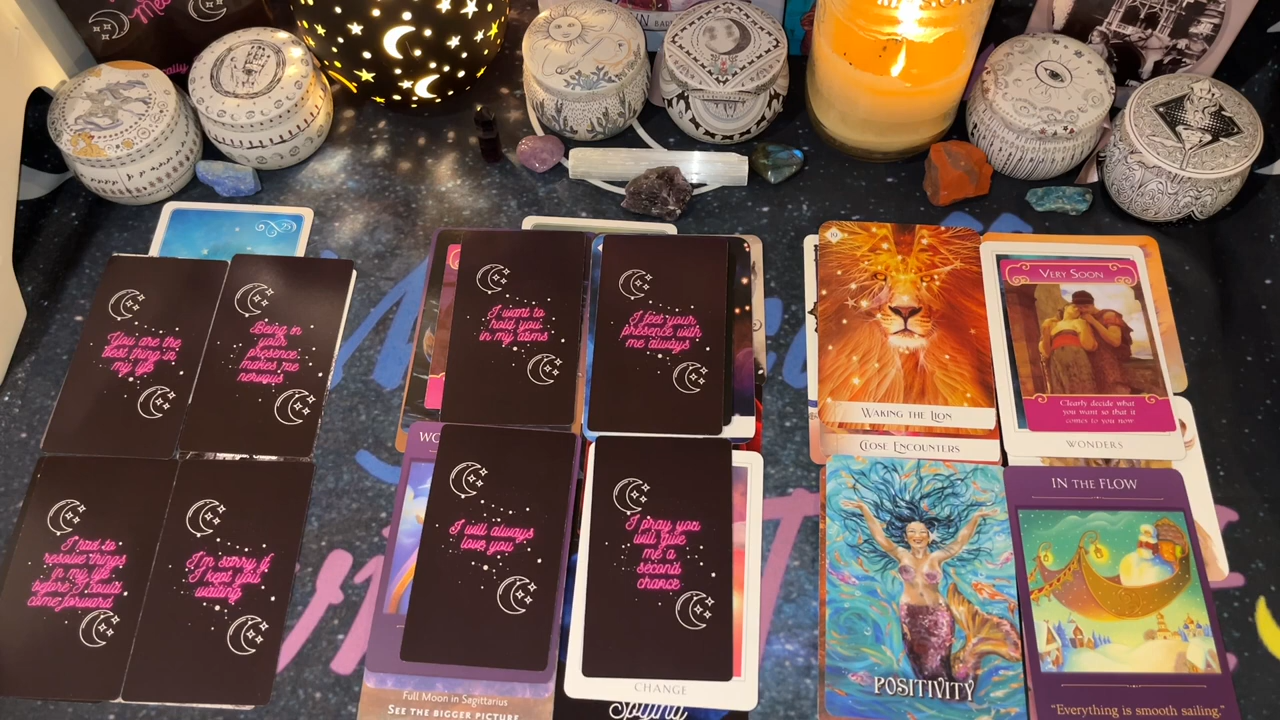 25
You are the
best thing in
my life
Being in
your
presence
makes me
nervous
I want to
hold you
in my arms
I feel your
presence with
me always
19
WAKING THE LION
CLOSE ENCOUNTERS
VERY SOON
Clearly decide what
you want so that it
comes to you now
WONDERS
I had to
resolve things
in my life
before I could
come forward
I'm sorry if
I kept you
waiting
I will always
love you
I pray you
will give
me a
second
chance
Full Moon in Sagittarius
SEE THE BIGGER PICTURE
CHANGE
POSITIVITY
IN THE FLOW
"Everything is smooth sailing,"